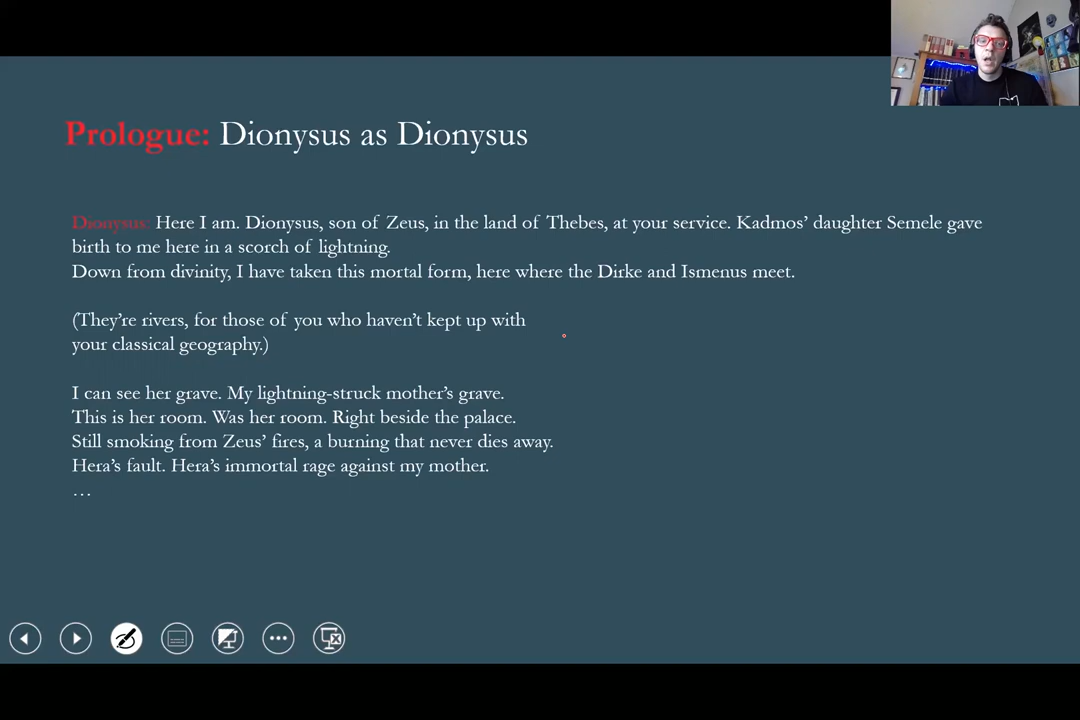 Prologue: Dionysus as Dionysus
Dionysus: Here I am. Dionysus, son of Zeus, in the land of Thebes, at your service. Kadmos’ daughter Semele gave
birth to me here in a scorch of lightning.
Down from divinity, I have taken this mortal form, here where the Dirke and Ismenus meet.
(They’re rivers, for those of you who haven’t kept up with
your classical geography.)
I can see her grave. My lightning-struck mother’s grave.
This is her room. Was her room. Right beside the palace.
Still smoking from Zeus’ fires, a burning that never dies away.
Hera’s fault. Hera’s immortal rage against my mother.
…